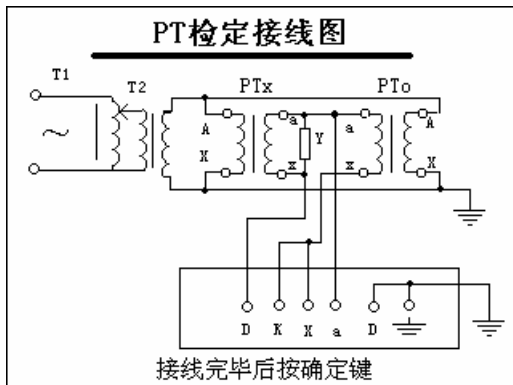 PT检定接线图
T1 T2 PTx PTo
A a Y a A
X x x X
D K X a D
接线完毕后按确定键